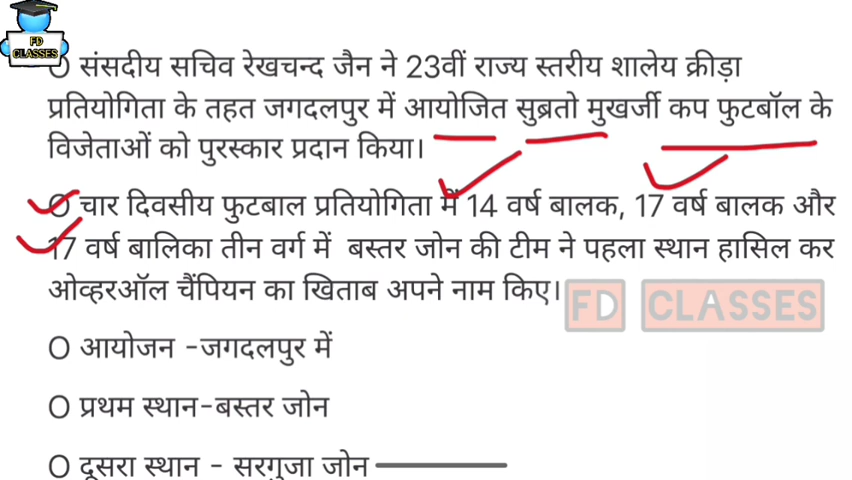 FD
CLASSES
O संसदीय सचिव रेखचन्द जैन ने 23वीं राज्य स्तरीय शालेय क्रीड़ा
प्रतियोगिता के तहत जगदलपुर में आयोजित सुब्रतो मुखर्जी कप फुटबॉल के
विजेताओं को पुरस्कार प्रदान किया।
O चार दिवसीय फुटबाल प्रतियोगिता में 14 वर्ष बालक, 17 वर्ष बालक और
17 वर्ष बालिका तीन वर्ग में बस्तर जोन की टीम ने पहला स्थान हासिल कर
ओव्हरऑल चैंपियन का खिताब अपने नाम किए।
FD CLASSES
O आयोजन -जगदलपुर में
O प्रथम स्थान-बस्तर जोन
O दूसरा स्थान - सरगुजा जोन